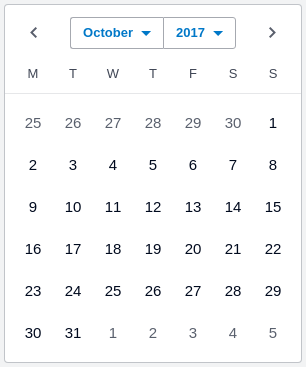 October 2017
M T W T F S S
25 26 27 28 29 30 1
2 3 4 5 6 7 8
9 10 11 12 13 14 15
16 17 18 19 20 21 22
23 24 25 26 27 28 29
30 31 1 2 3 4 5